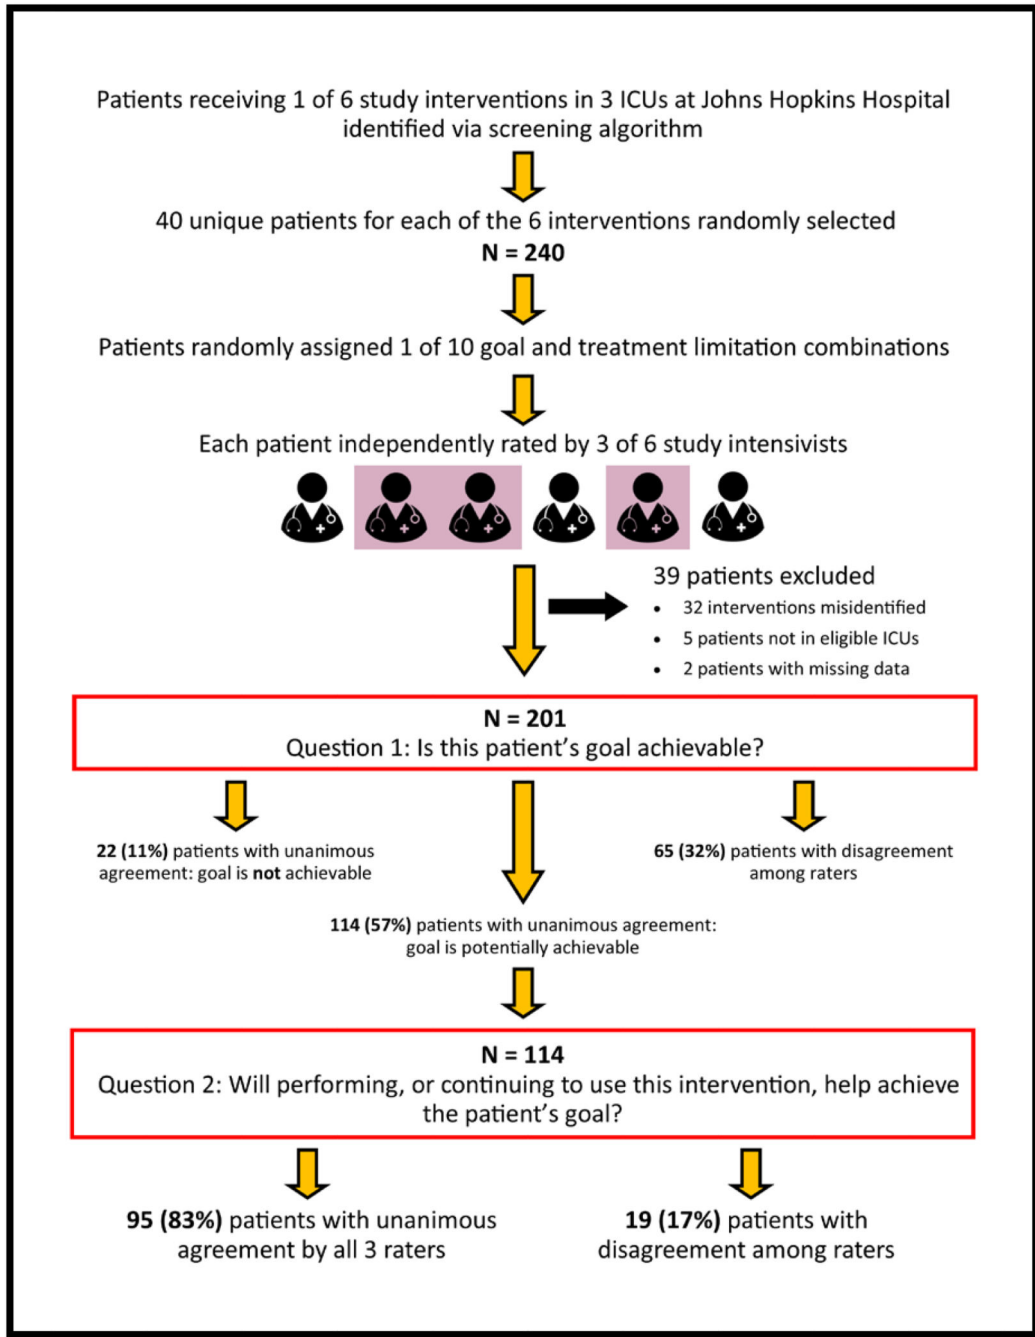 Patients receiving 1 of 6 study interventions in 3 ICUs at Johns Hopkins Hospital
identified via screening algorithm
40 unique patients for each of the 6 interventions randomly selected
N = 240
Patients randomly assigned 1 of 10 goal and treatment limitation combinations
Each patient independently rated by 3 of 6 study intensivists
39 patients excluded
• 32 interventions misidentified
• 5 patients not in eligible ICUs
• 2 patients with missing data
N = 201
Question 1: Is this patient's goal achievable?
22 (11%) patients with unanimous
agreement: goal is not achievable
65 (32%) patients with disagreement
among raters
114 (57%) patients with unanimous agreement:
goal is potentially achievable
N = 114
Question 2: Will performing, or continuing to use this intervention, help achieve
the patient's goal?
95 (83%) patients with unanimous
agreement by all 3 raters
19 (17%) patients with
disagreement among raters